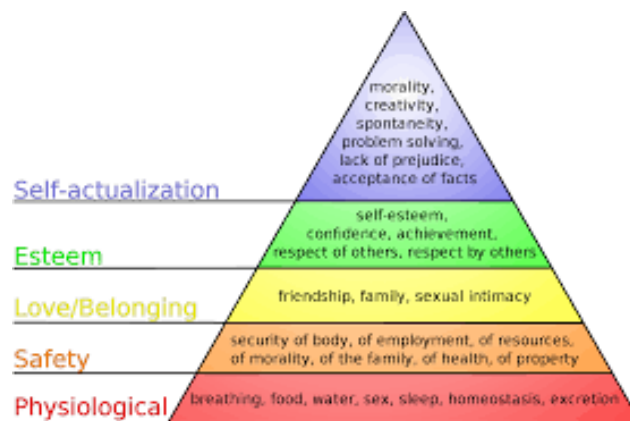 morality,
creativity,
spontaneity,
problem solving,
lack of prejudice,
acceptance of facts
Self-actualization
self-esteem,
confidence, achievement,
respect of others, respect by others
Esteem
friendship, family, sexual intimacy
Love/Belonging
security of body, of employment, of resources,
of morality, of the family, of health, of property
Safety
breathing, food, water, sex, sleep, homeostasis, excretion
Physiological